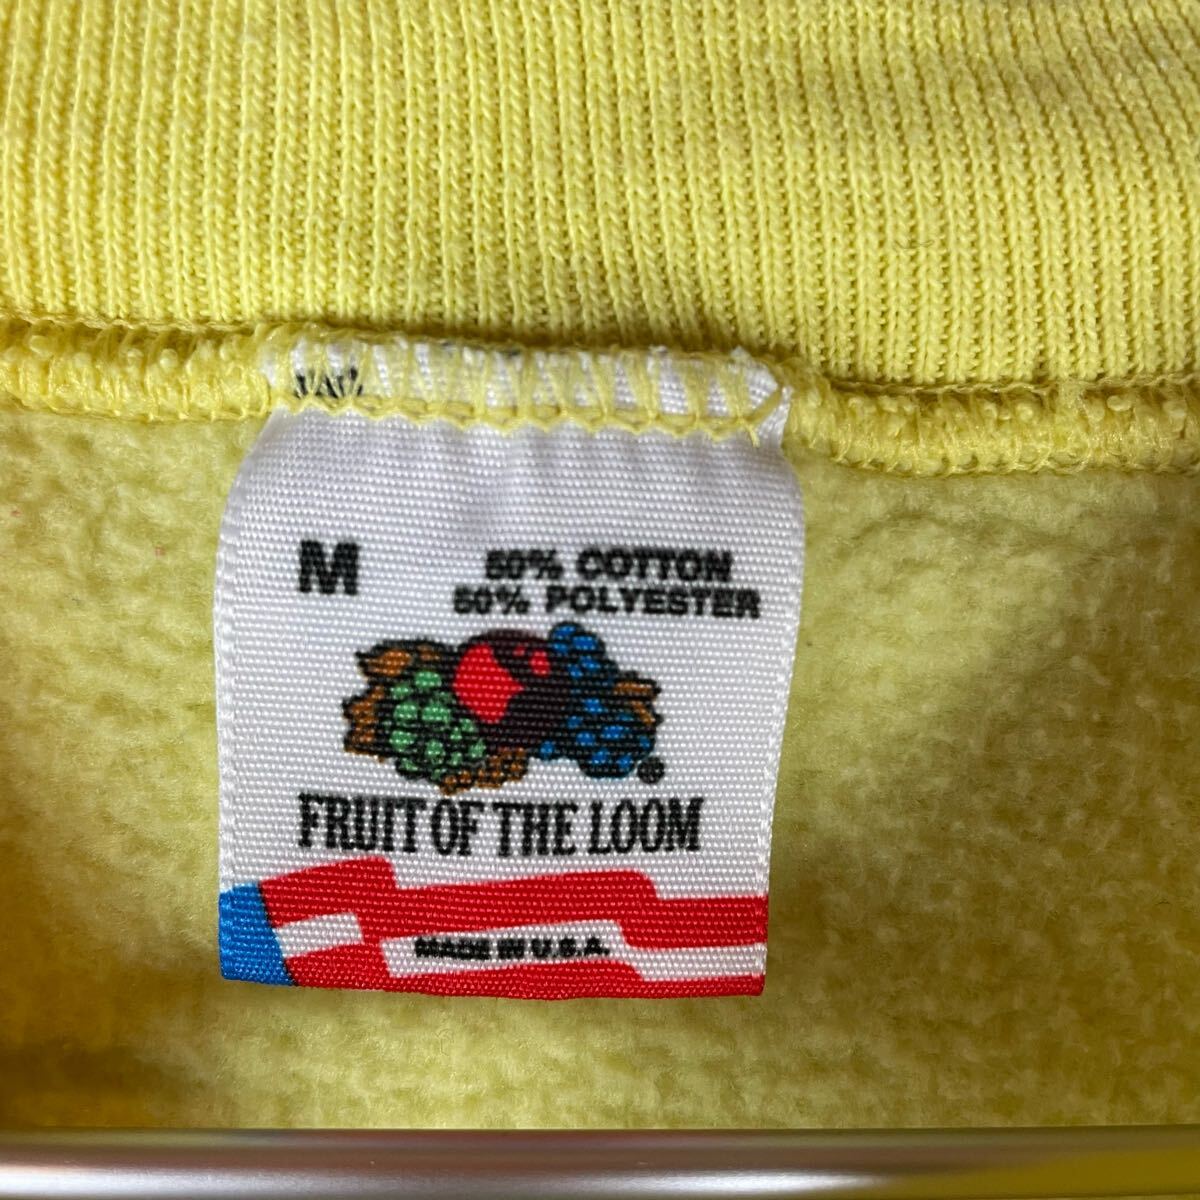 M
50% COTTON
50% POLYESTER
®
FRUIT OF THE LOOM
MADE IN U.S.A.